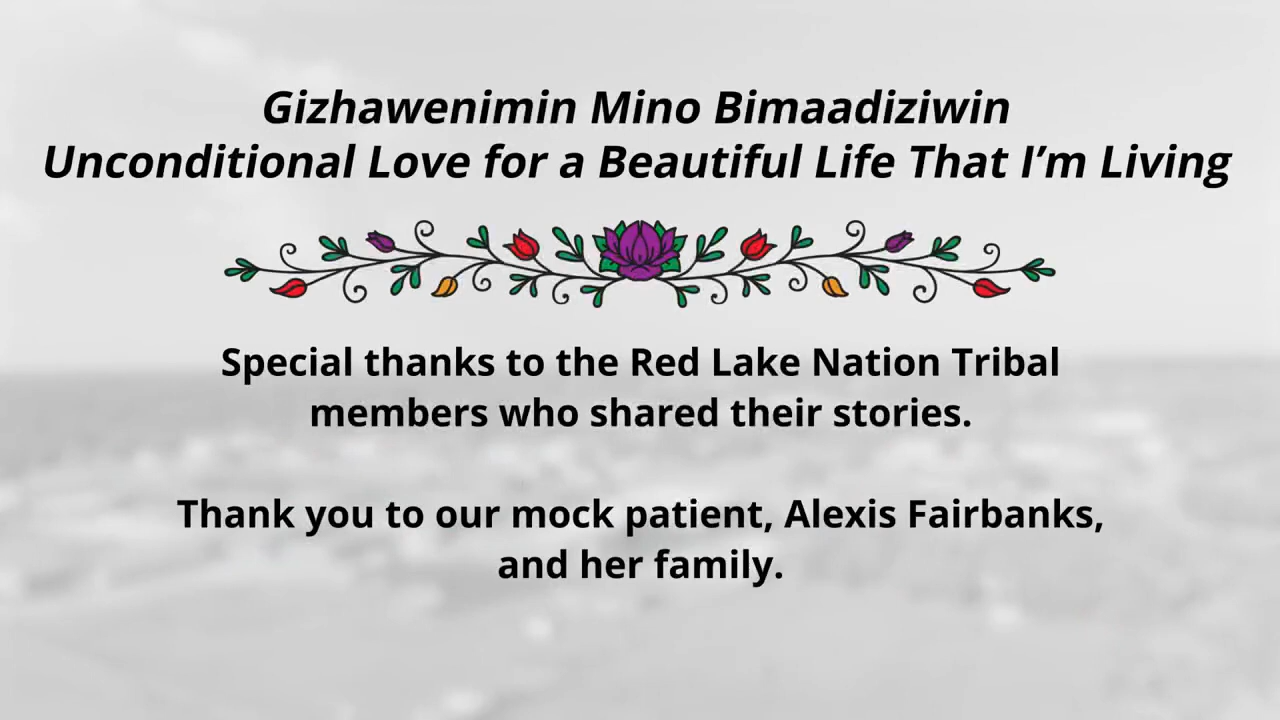 Gizhawenimin Mino Bimaadiziwin
Unconditional Love for a Beautiful Life That I’m Living
Special thanks to the Red Lake Nation Tribal
members who shared their stories.
Thank you to our mock patient, Alexis Fairbanks,
and her family.